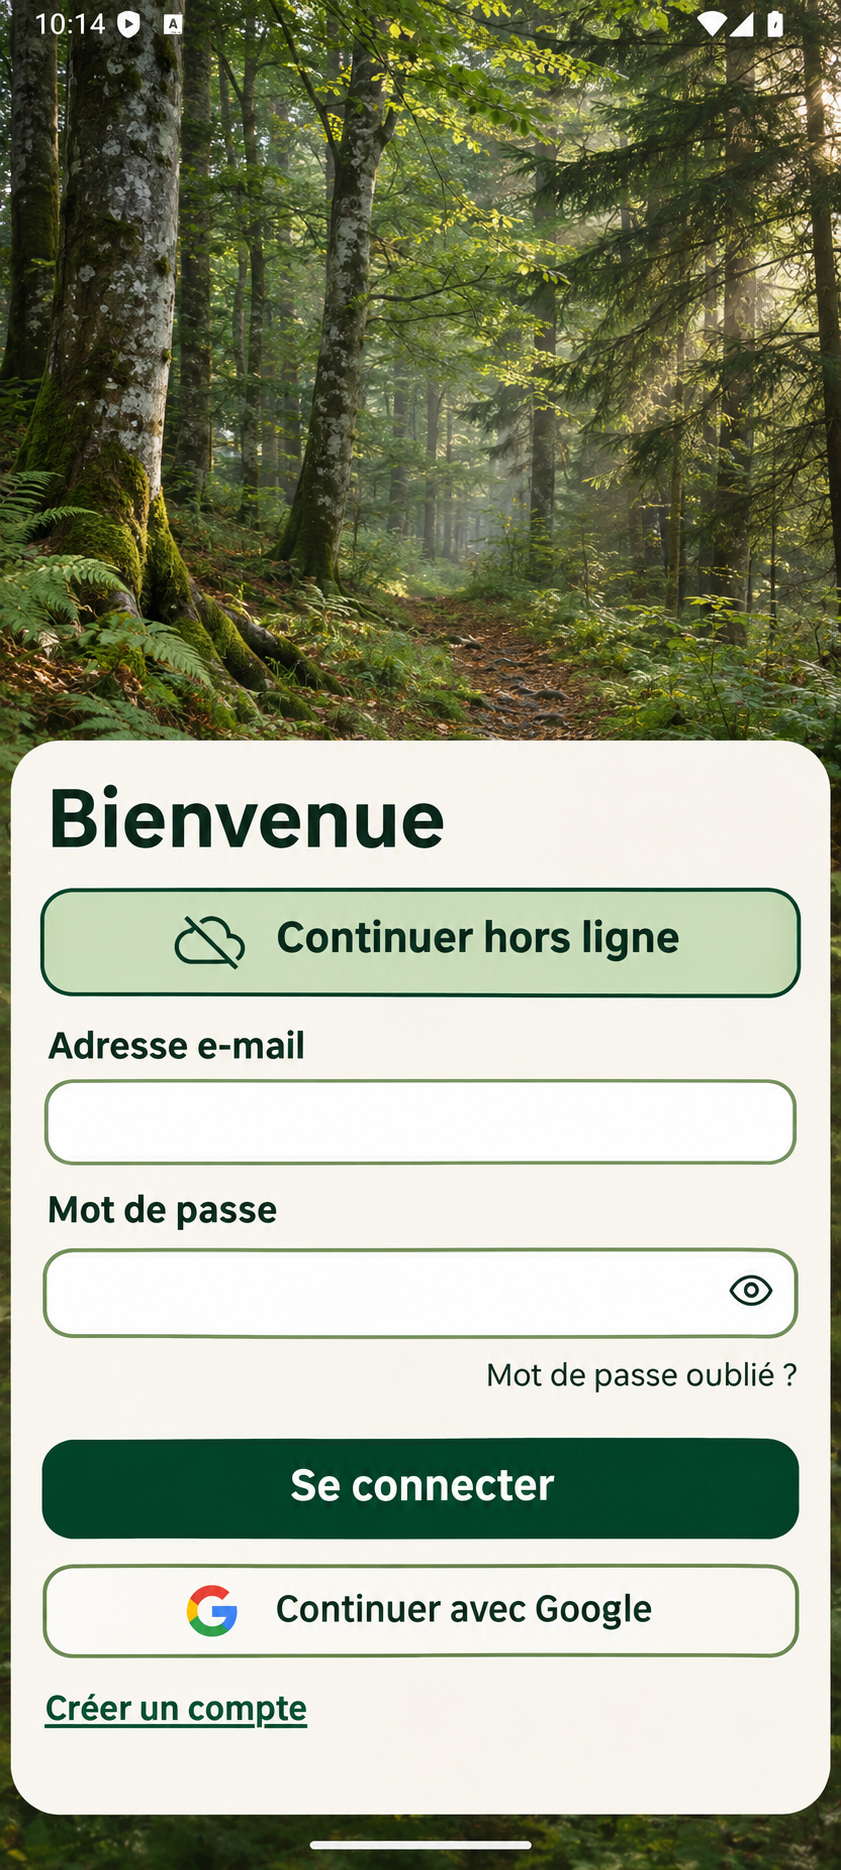 10:14
Bienvenue
Continuer hors ligne
Adresse e-mail
Mot de passe
Mot de passe oublié ?
Se connecter
Continuer avec Google
Créer un compte